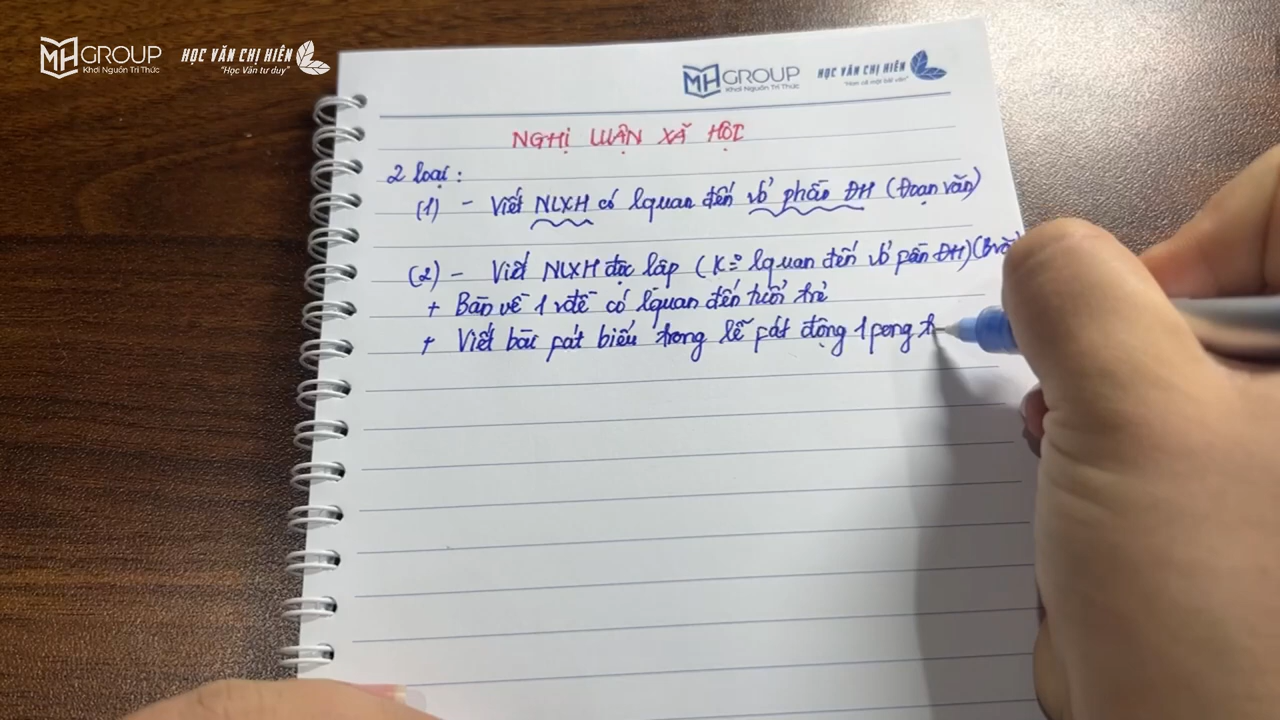 MH GROUP
Khơi Nguồn Tri Thức
HỌC VĂN CHỊ HIÊN
"Học Văn tư duy"
MH GROUP
Khơi Nguồn Tri Thức
HỌC VĂN CHỊ HIÊN
NGHỊ LUẬN XÃ HỘI
2 loại :
(1) - Viết NLXH có lquan đến vb phần ĐH (Đoạn văn)
(2) - Viết NLXH độc lập (K° lquan đến vb pần ĐH)
+ Bàn về 1 vđề có lquan đến tuổi trẻ
+ Viết bài pát biểu trong lễ pát động 1 pong